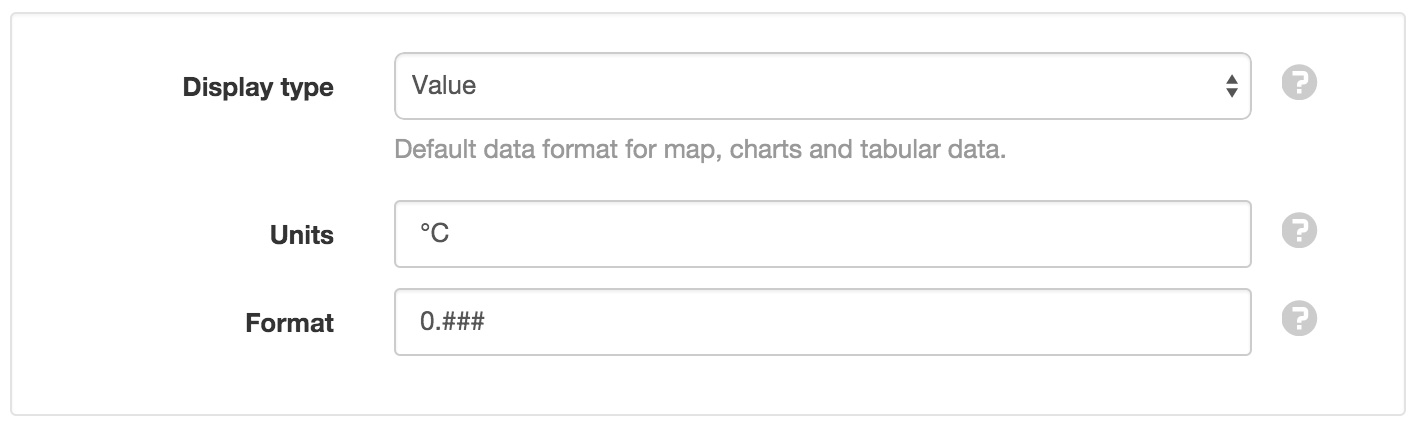 Display type
Value
?
Default data format for map, charts and tabular data.
Units
°C
?
Format
0.###
?